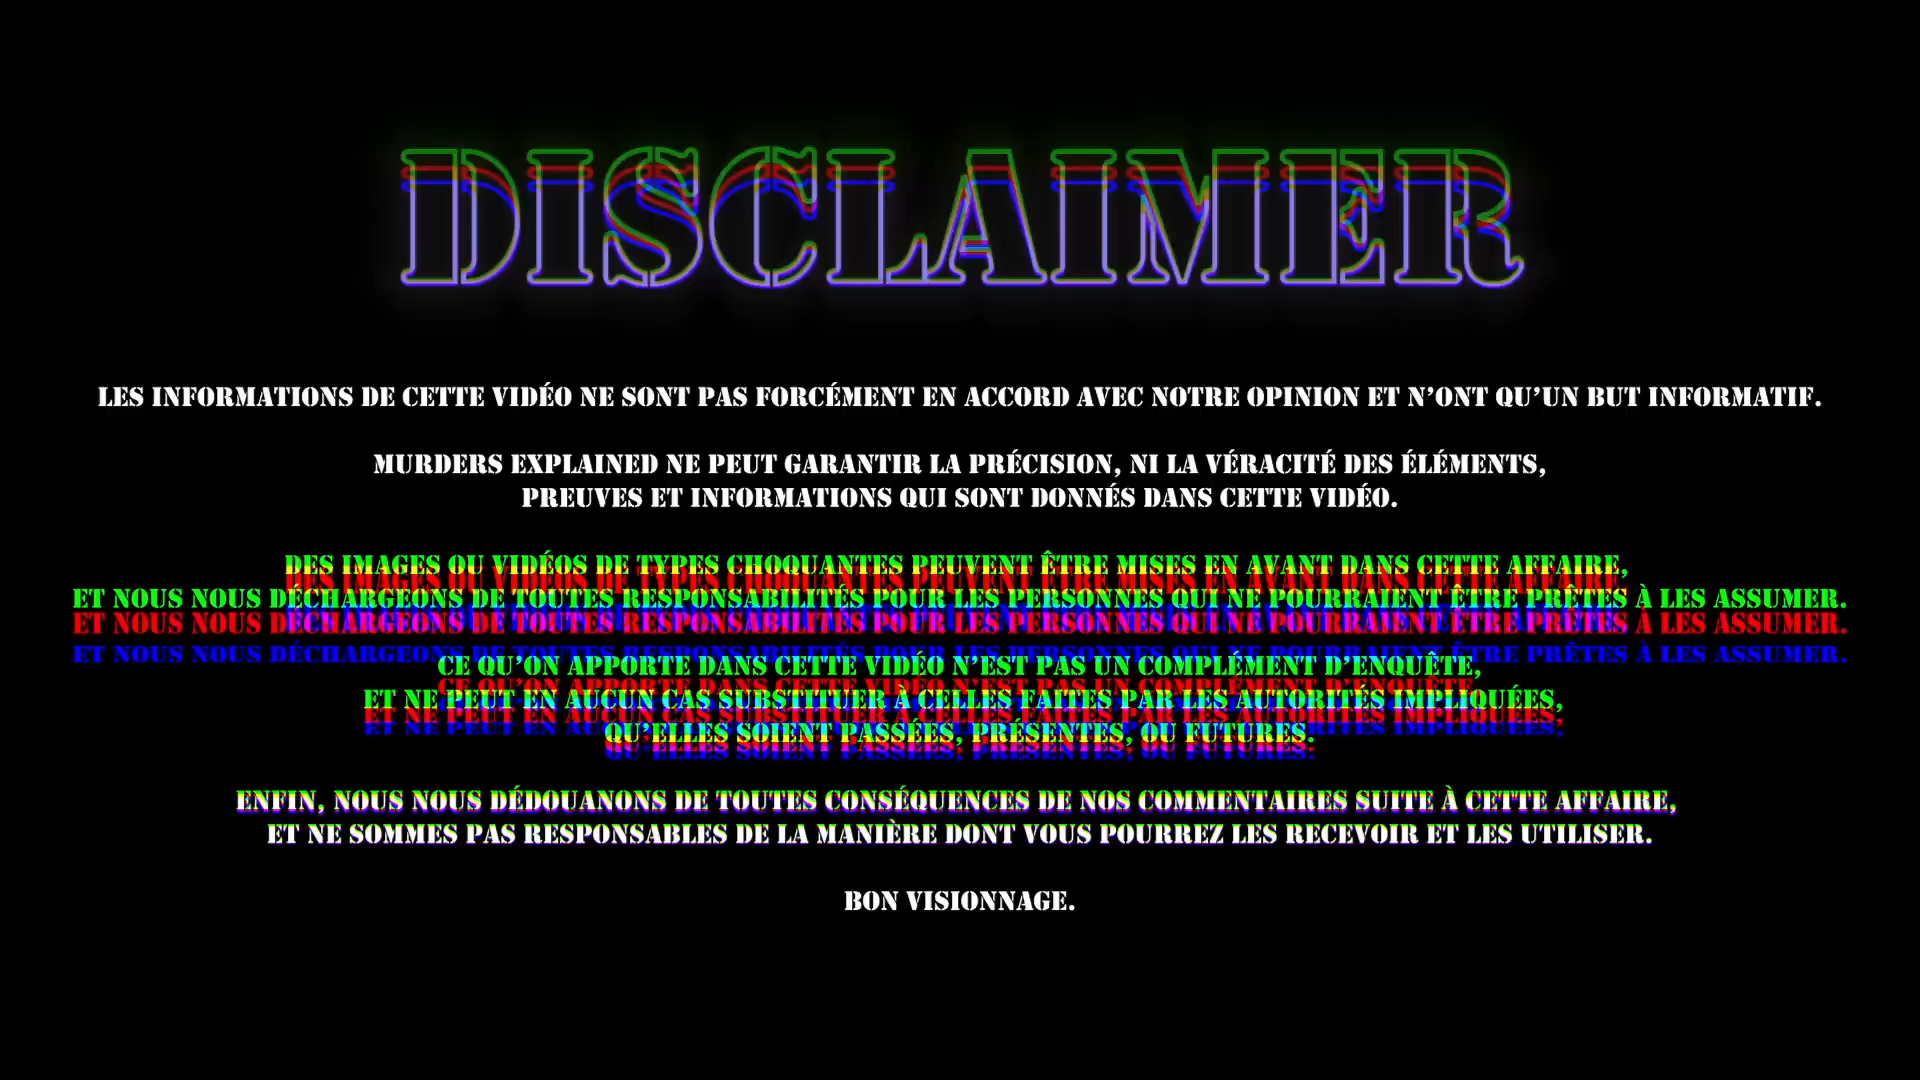 DISCLAIMER
LES INFORMATIONS DE CETTE VIDÉO NE SONT PAS FORCÉMENT EN ACCORD AVEC NOTRE OPINION ET N'ONT QU'UN BUT INFORMATIF.
MURDERS EXPLAINED NE PEUT GARANTIR LA PRÉCISION, NI LA VÉRACITÉ DES ÉLÉMENTS,
PREUVES ET INFORMATIONS QUI SONT DONNÉS DANS CETTE VIDÉO.
DES IMAGES OU VIDÉOS DE TYPES CHOQUANTES PEUVENT ÊTRE MISES EN AVANT DANS CETTE AFFAIRE,
ET NOUS NOUS DÉCHARGEONS DE TOUTES RESPONSABILITÉS POUR LES PERSONNES QUI NE POURRAIENT ÊTRE PRÊTES À LES ASSUMER.
CE QU'ON APPORTE DANS CETTE VIDÉO N'EST PAS UN COMPLÉMENT D'ENQUÊTE,
ET NE PEUT EN AUCUN CAS SUBSTITUER À CELLES FAITES PAR LES AUTORITÉS IMPLIQUÉES,
QU'ELLES SOIENT PASSÉES, PRÉSENTES, OU FUTURES.
ENFIN, NOUS NOUS DÉDOUANONS DE TOUTES CONSÉQUENCES DE NOS COMMENTAIRES SUITE À CETTE AFFAIRE,
ET NE SOMMES PAS RESPONSABLES DE LA MANIÈRE DONT VOUS POURREZ LES RECEVOIR ET LES UTILISER.
BON VISIONNAGE.